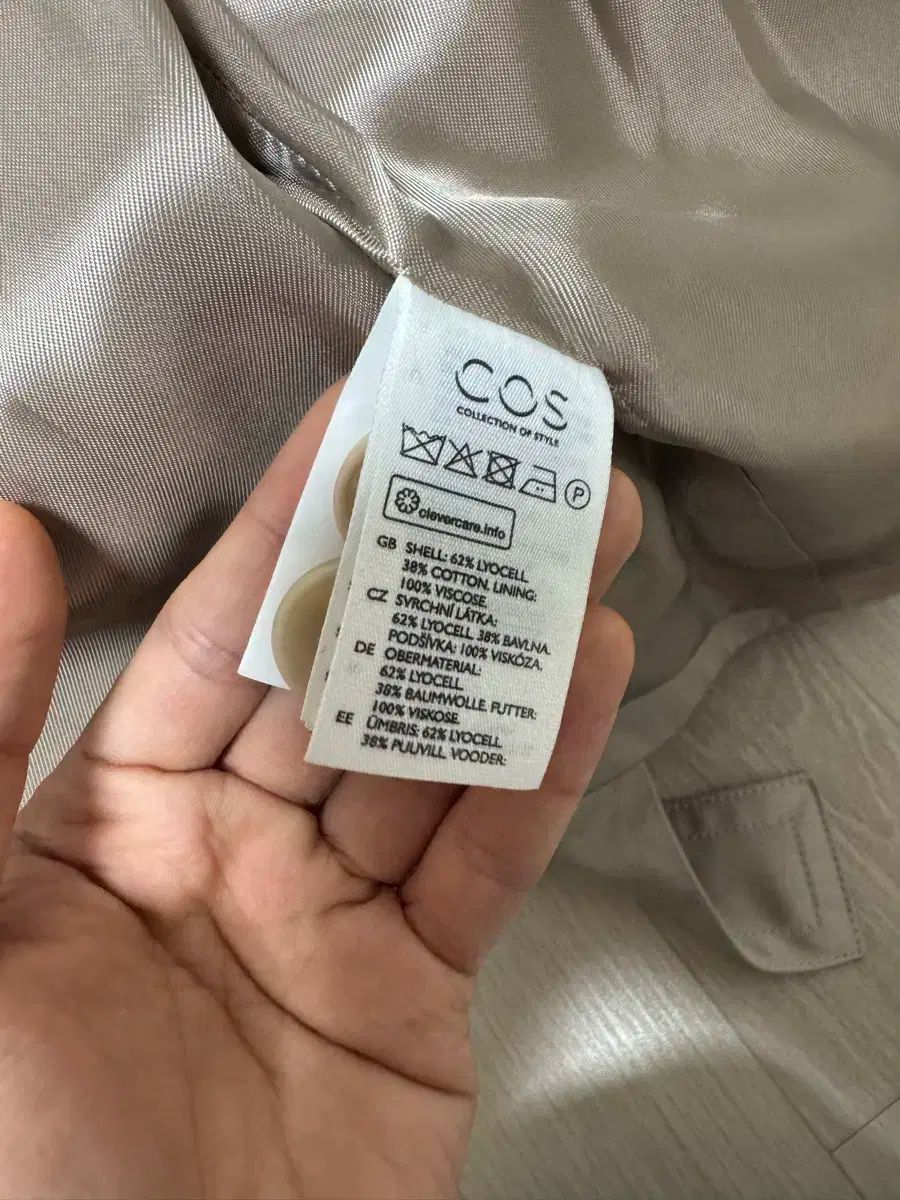 COS
COLLECTION OF STYLE
P
clevercare.info
GB SHELL: 62% LYOCELL
38% COTTON. LINING:
100% VISCOSE.
CZ SVRCHNÍ LÁTKA:
62% LYOCELL. 38% BAVLNA.
PODŠÍVKA: 100% VISKÓZA.
DE OBERMATERIAL:
62% LYOCELL.
38% BAUMWOLLE. FUTTER:
100% VISKOSE.
EE ÜMBRIS: 62% LYOCELL
38% PUUVILL. VOODER: